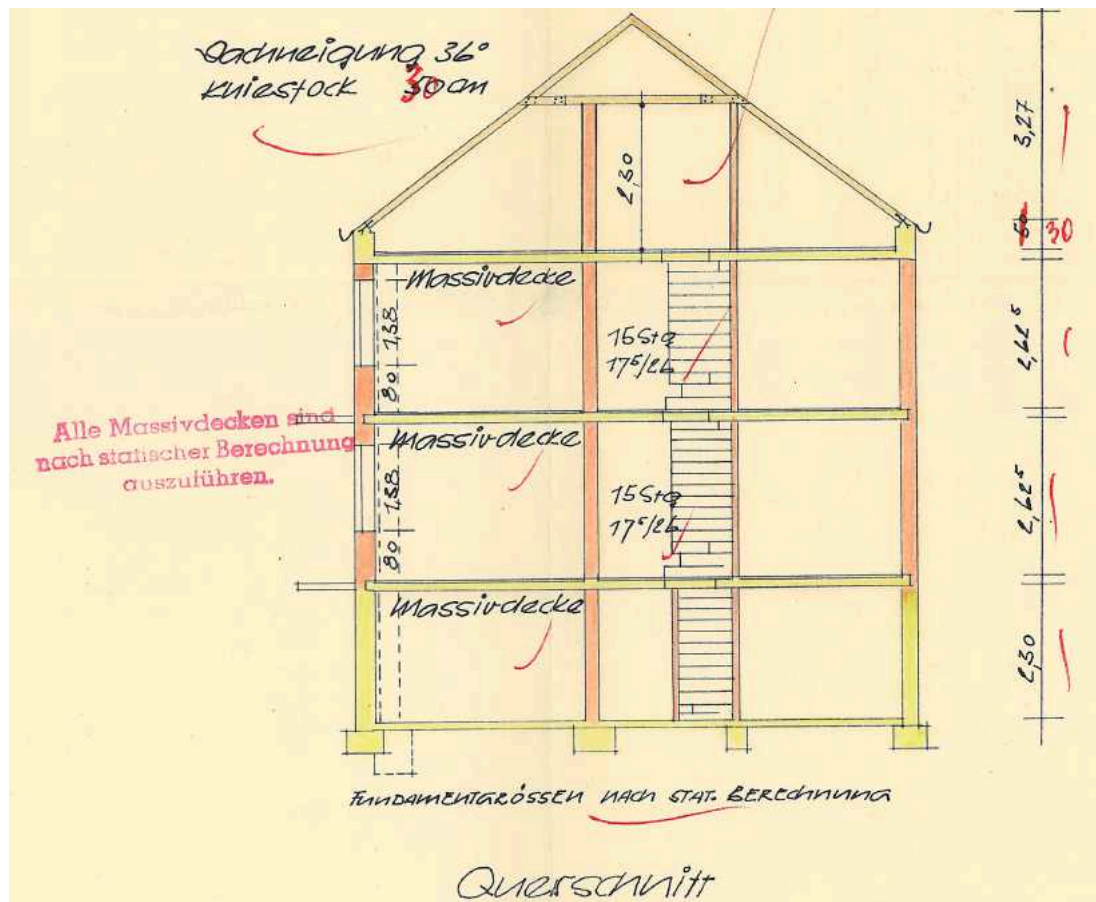 Dachneigung 36°
Kniestock 30 cm
3,27
2,30
50 30
Massivdecke
1,38
80
15 Stg
17⁵/26
2,62⁵
Alle Massivdecken sind
nach statischer Berechnung
auszuführen.
Massivdecke
1,38
80
15 Stg
17⁵/26
2,62⁵
Massivdecke
2,30
FUNDAMENTGRÖSSEN NACH STAT. BERECHNUNG
Querschnitt